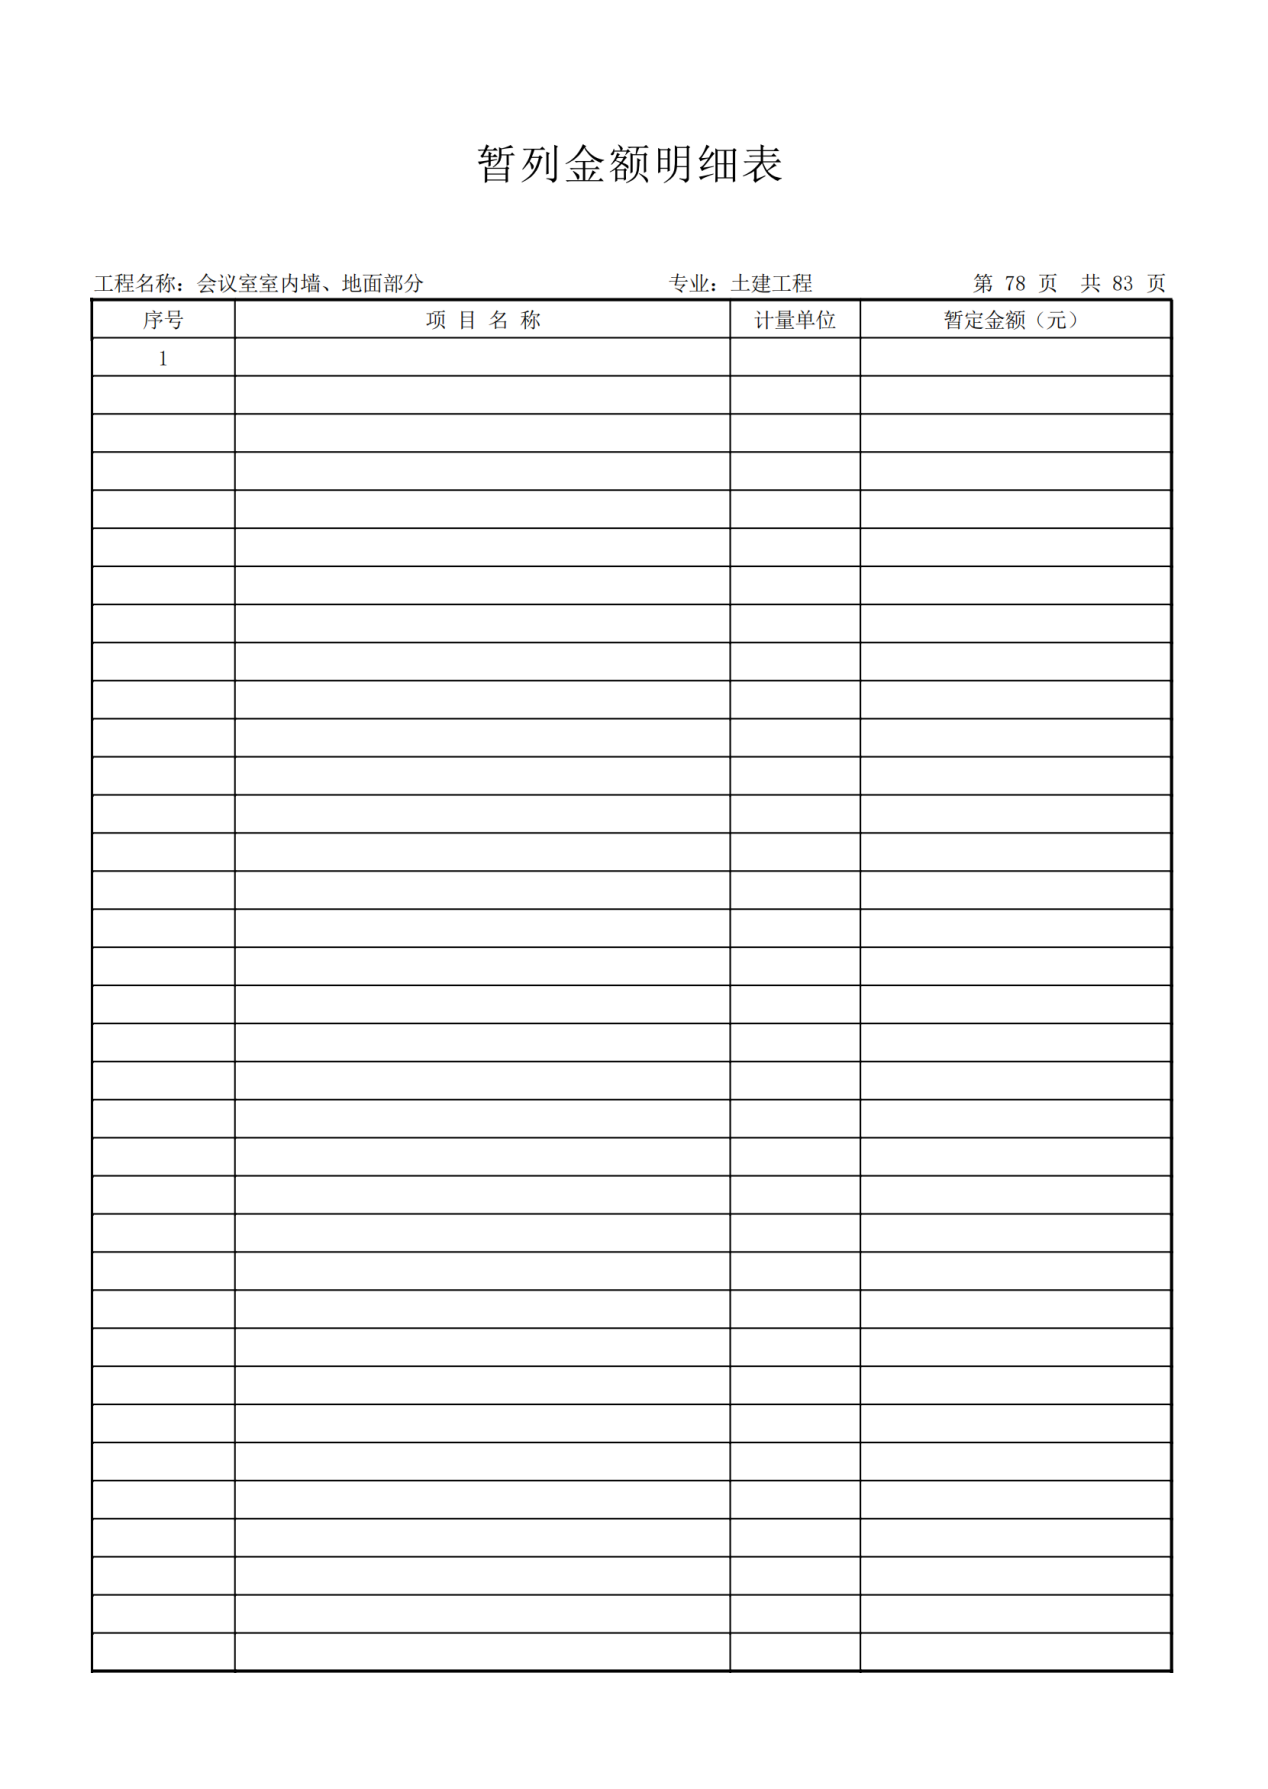 暂列金额明细表
工程名称：会议室室内墙、地面部分 专业：土建工程 第 78 页 共 83 页
序号 项 目 名 称 计量单位 暂定金额（元）
1